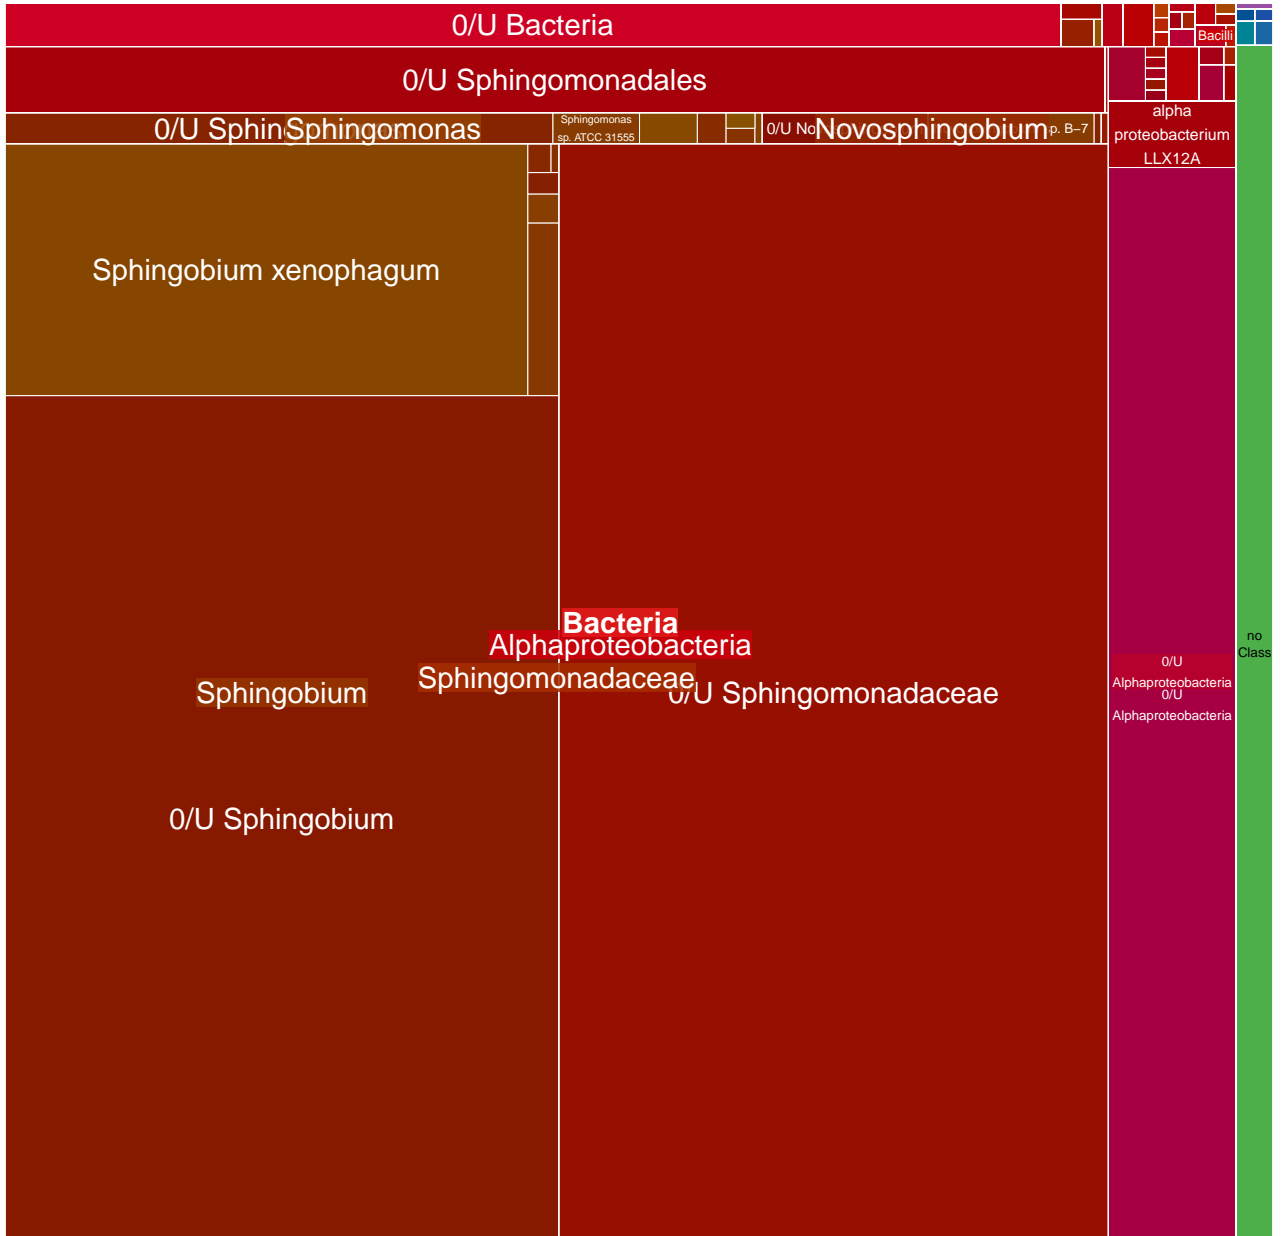 0/U Bacteria
Bacilli
0/U Sphingomonadales
alpha
proteobacterium
LLX12A
0/U Sphin
Sphingomonas
Sphingomonas
sp. ATCC 31555
0/U No
Novosphingobium
sp. B−7
Sphingobium xenophagum
Bacteria
Alphaproteobacteria
Sphingomonadaceae
0/U Sphingomonadaceae
Sphingobium
0/U Sphingobium
0/U
Alphaproteobacteria
0/U
Alphaproteobacteria
no
Class